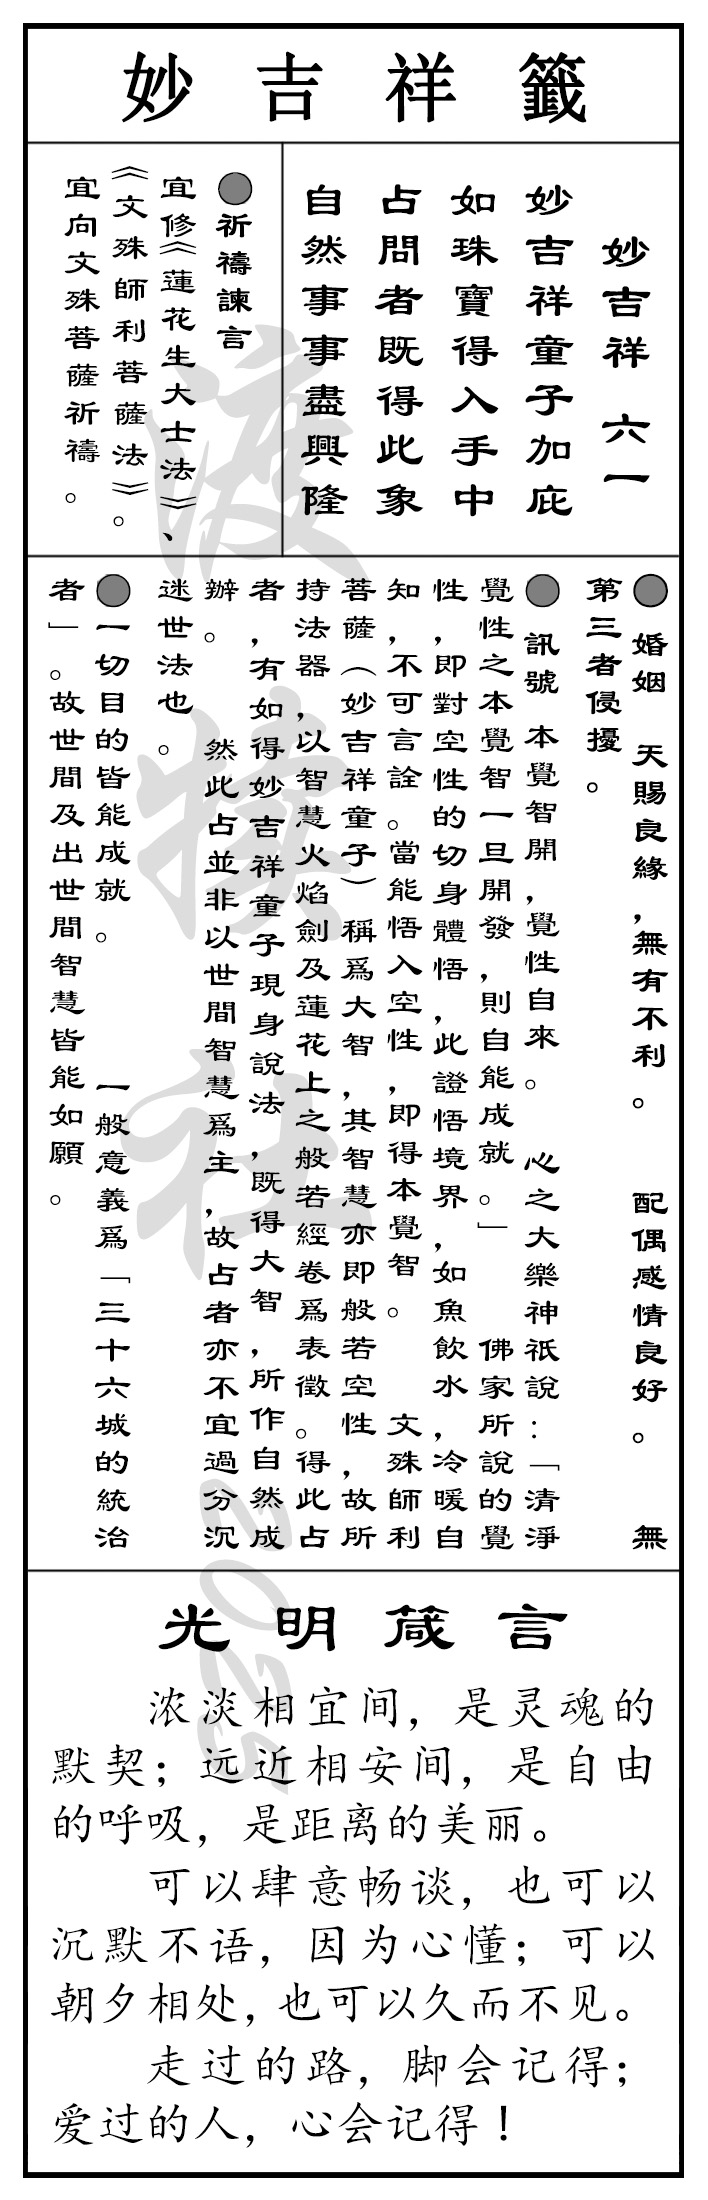 妙吉祥籤
妙吉祥 六一
妙吉祥童子加庇
如珠寶得入手中
占問者既得此象
自然事事盡興隆
●祈禱諫言
宜修《蓮花生大士法》、
《文殊師利菩薩法》。
宜向文殊菩薩祈禱。
● 婚姻 天賜良緣，無有不利。 配偶感情良好。 無
第三者侵擾。
● 訊號 本覺智開，覺性自來。 心之大樂神祇說：「清淨
覺性之本覺智一旦開發，則自能成就。」 佛家所說的覺
性，即對空性的切身體悟，此證悟境界，如魚飲水，冷暖自
知，不可言詮。當能悟入空性，即得本覺智。 文殊師利
菩薩（妙吉祥童子）稱爲大智，其智慧亦即般若空性，故所
持法器，以智慧火焰劍及蓮花上之般若經卷爲表徵。得此占
者，有如得妙吉祥童子現身說法，既得大智，所作自然成
辦。 然此占並非以世間智慧爲主，故占者亦不宜過分沉
迷世法也。
●一切目的皆能成就。 一般意義爲「三十六城的統治
者」。故世間及出世間智慧皆能如願。
光明箴言
浓淡相宜间，是灵魂的
默契；远近相安间，是自由
的呼吸，是距离的美丽。
可以肆意畅谈，也可以
沉默不语，因为心懂；可以
朝夕相处，也可以久而不见。
走过的路，脚会记得；
爱过的人，心会记得！
渡犊社
2025